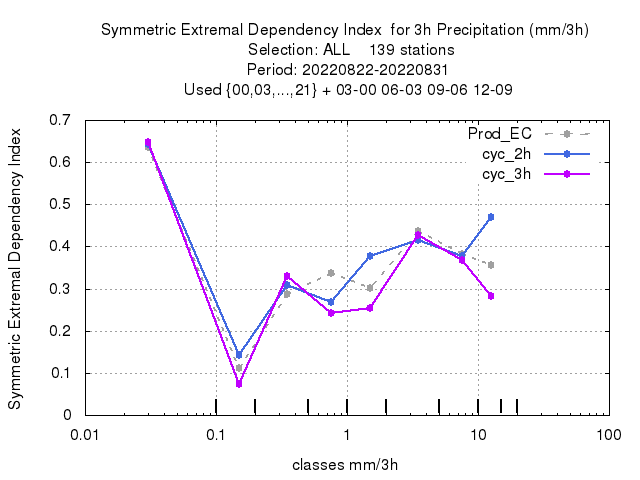 Symmetric Extremal Dependency Index  for 3h Precipitation (mm/3h)
Selection: ALL    139 stations
Period: 20220822-20220831
Used {00,03,...,21} + 03-00 06-03 09-06 12-09
Symmetric Extremal Dependency Index
0.7
0.6
0.5
0.4
0.3
0.2
0.1
0
Prod_EC
cyc_2h
cyc_3h
0.01 0.1 1 10 100
classes mm/3h